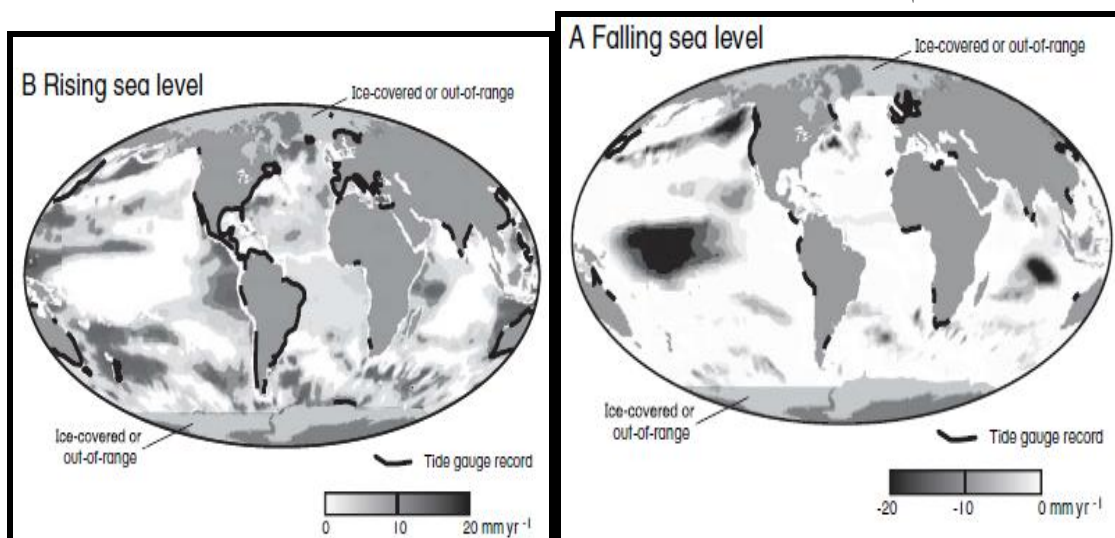 B Rising sea level
Ice-covered or out-of-range
Ice-covered or
out-of-range
Tide gauge record
0 10 20 mm yr -1
A Falling sea level
Ice-covered or out-of-range
Ice-covered or
out-of-range
Tide gauge record
-20 -10 0 mm yr -1